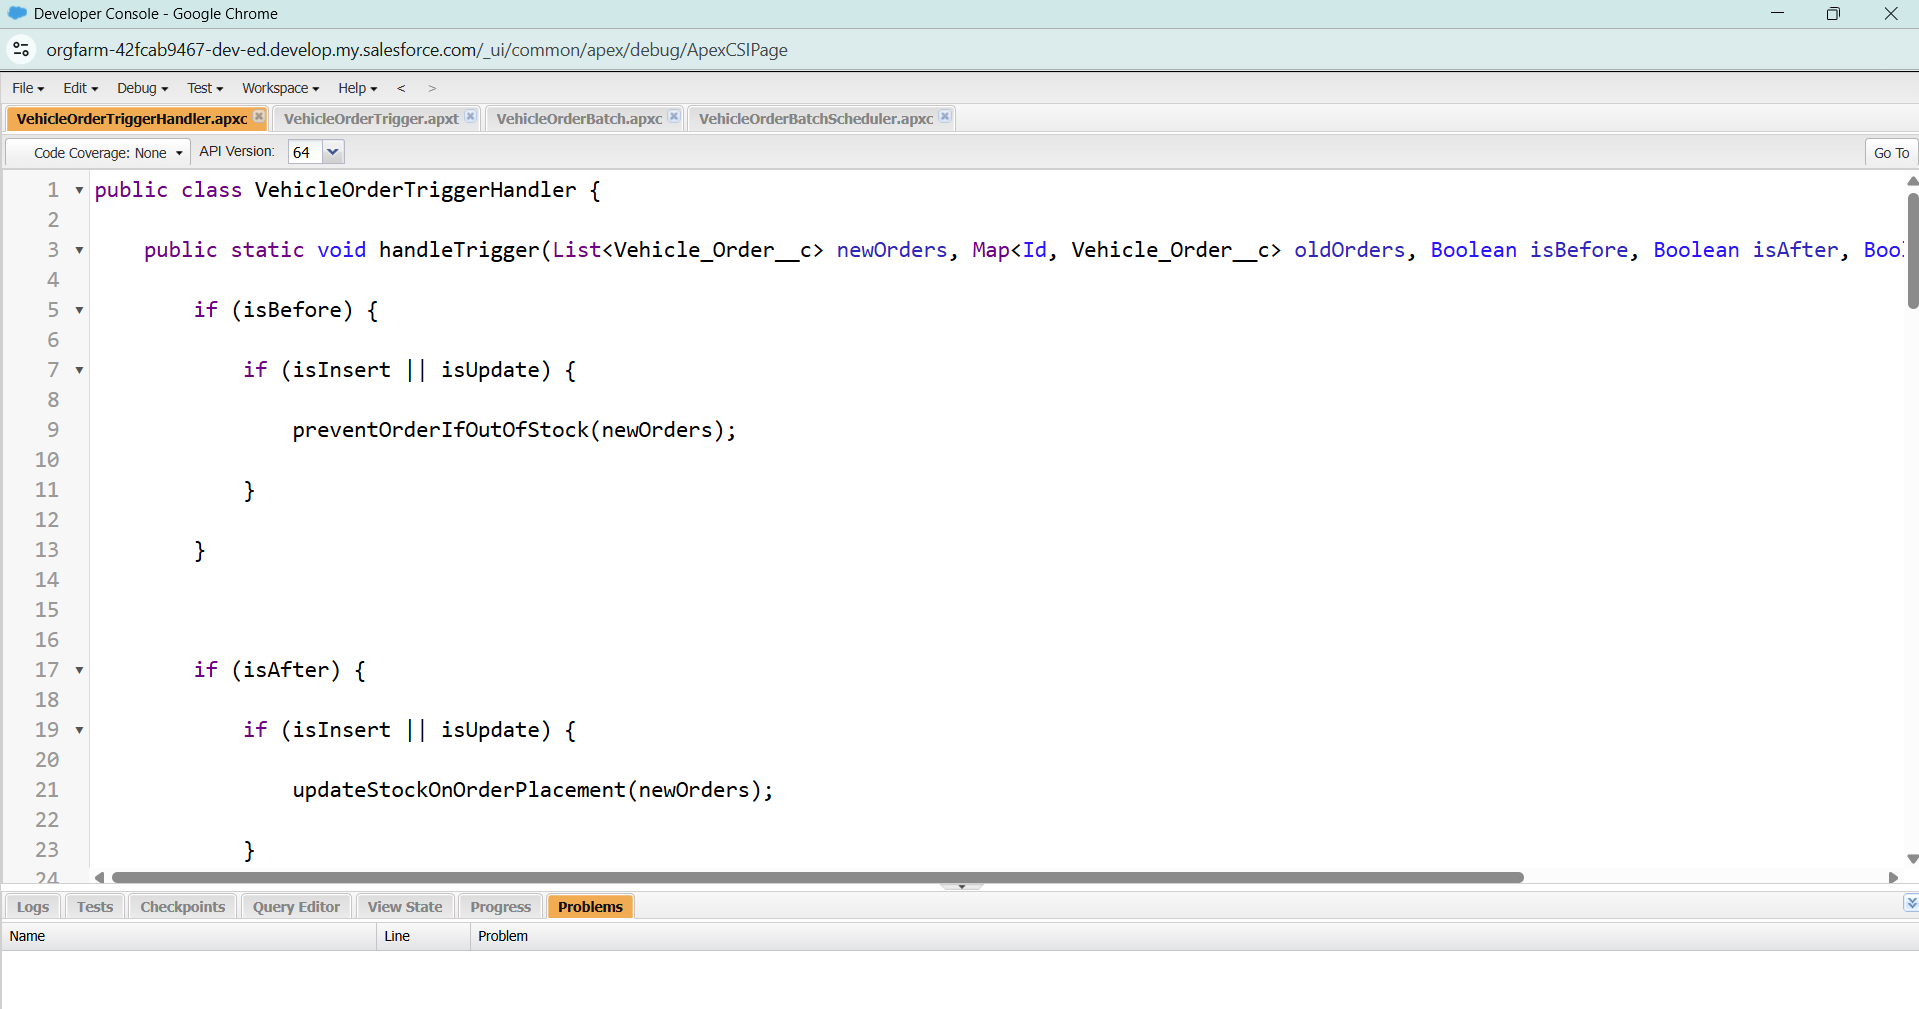 Developer Console - Google Chrome
orgfarm-42fcab9467-dev-ed.develop.my.salesforce.com/_ui/common/apex/debug/ApexCSIPage
File Edit Debug Test Workspace Help < >
VehicleOrderTriggerHandler.apxc VehicleOrderTrigger.apxt VehicleOrderBatch.apxc VehicleOrderBatchScheduler.apxc
Code Coverage: None API Version: 64 Go To
1 public class VehicleOrderTriggerHandler {
2
3 public static void handleTrigger(List<Vehicle_Order__c> newOrders, Map<Id, Vehicle_Order__c> oldOrders, Boolean isBefore, Boolean isAfter, Boo
4
5 if (isBefore) {
6
7 if (isInsert || isUpdate) {
8
9 preventOrderIfOutOfStock(newOrders);
10
11 }
12
13 }
14
15
16
17 if (isAfter) {
18
19 if (isInsert || isUpdate) {
20
21 updateStockOnOrderPlacement(newOrders);
22
23 }
24
Logs Tests Checkpoints Query Editor View State Progress Problems
Name Line Problem